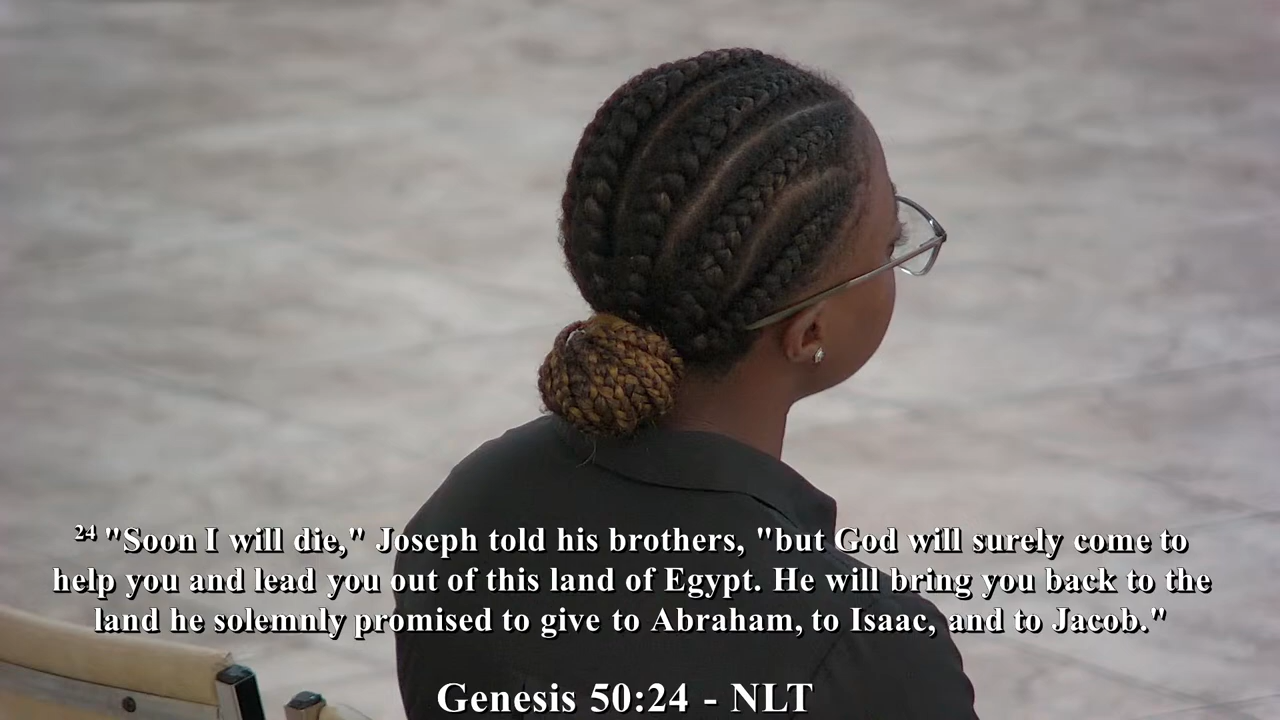 24 "Soon I will die," Joseph told his brothers, "but God will surely come to
help you and lead you out of this land of Egypt. He will bring you back to the
land he solemnly promised to give to Abraham, to Isaac, and to Jacob."
Genesis 50:24 - NLT